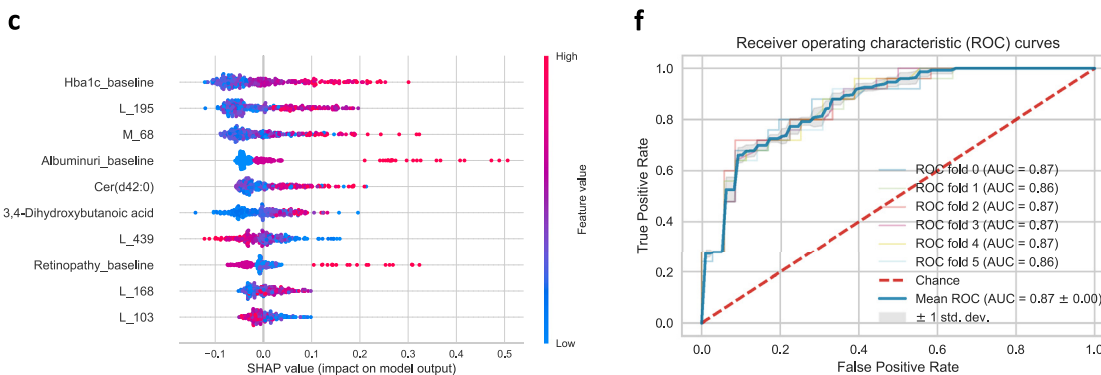 c
Hba1c_baseline
L_195
M_68
Albuminuri_baseline
Cer(d42:0)
3,4-Dihydroxybutanoic acid
L_439
Retinopathy_baseline
L_168
L_103
−0.1 0.0 0.1 0.2 0.3 0.4 0.5
SHAP value (impact on model output)
High
Feature value
Low
f
Receiver operating characteristic (ROC) curves
True Positive Rate
1.0
0.8
0.6
0.4
0.2
0.0
ROC fold 0 (AUC = 0.87)
ROC fold 1 (AUC = 0.86)
ROC fold 2 (AUC = 0.87)
ROC fold 3 (AUC = 0.87)
ROC fold 4 (AUC = 0.87)
ROC fold 5 (AUC = 0.86)
Chance
Mean ROC (AUC = 0.87 ± 0.00)
± 1 std. dev.
0.0 0.2 0.4 0.6 0.8 1.0
False Positive Rate